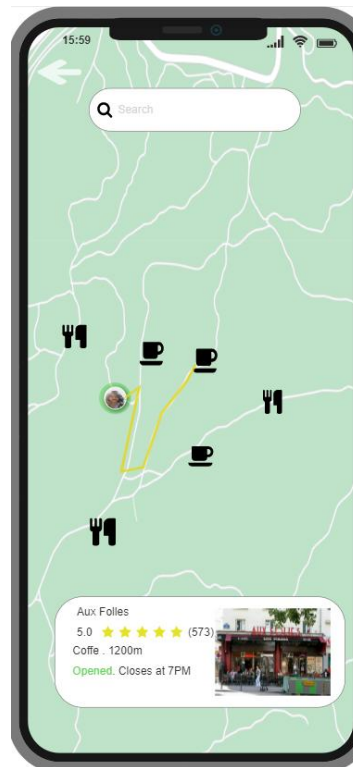 15:59
Search
Aux Folles
5.0 (573)
Coffe . 1200m
Opened. Closes at 7PM